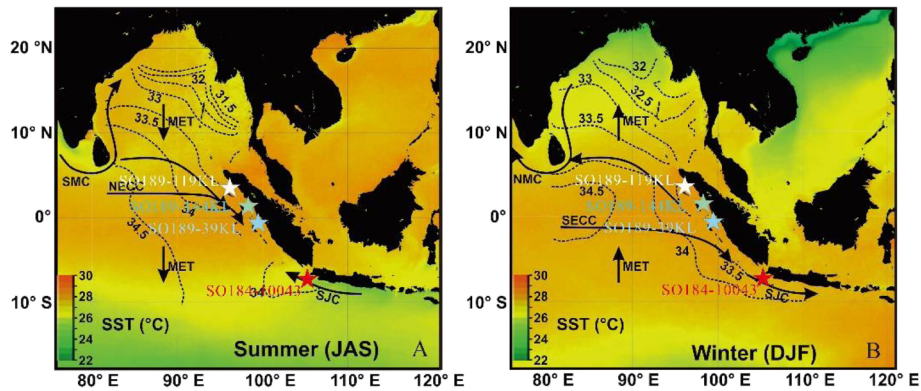 20° N
10° N
0°
10° S
32
31.5
33
33.5
MET
SMC
NECC
SO189-119KL
34
SO189-39KL
34.5
MET
34
SO184-10043
SJC
30
28
26
24
22
SST (°C)
Summer (JAS)
A
80° E
90° E
100° E
110° E
120° E
20° N
10° N
0°
10° S
32
33
32.5
33.5
MET
NMC
SO189-119KL
34.5
SECC
SO189-39KL
34
MET
33.5
SO184-10043
SJC
30
28
26
24
22
SST (°C)
Winter (DJF)
B
80° E
90° E
100° E
110° E
120° E